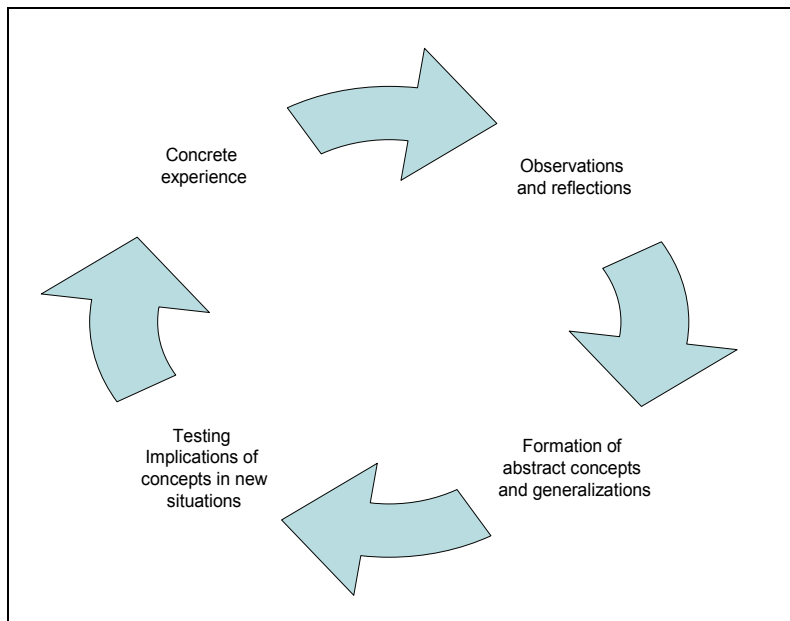 Concrete
experience
Observations
and reflections
Formation of
abstract concepts
and generalizations
Testing
Implications of
concepts in new
situations